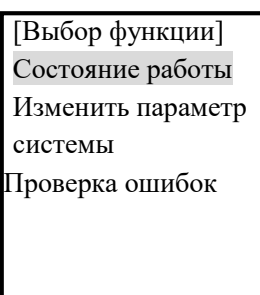 [Выбор функции]
Состояние работы
Изменить параметр
системы
Проверка ошибок